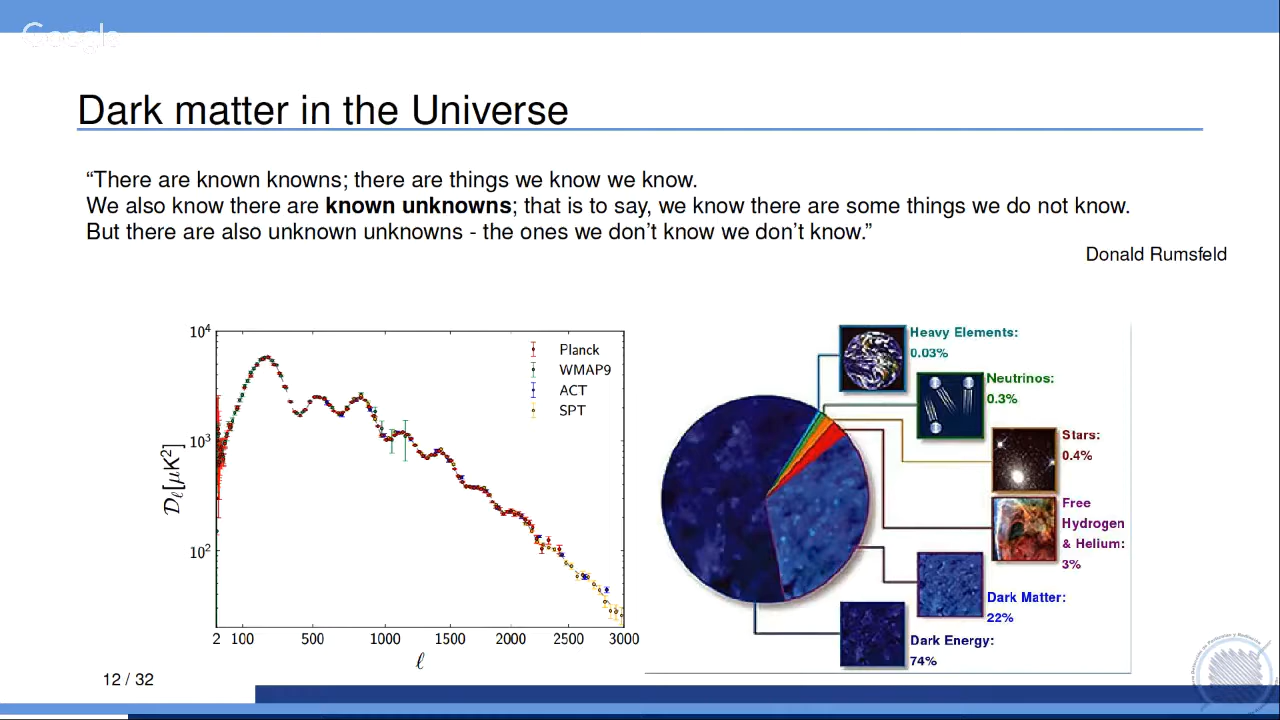 Google
Dark matter in the Universe
“There are known knowns; there are things we know we know.
We also know there are known unknowns; that is to say, we know there are some things we do not know.
But there are also unknown unknowns - the ones we don’t know we don’t know.”
Donald Rumsfeld
10⁴
10³
10²
𝒟ℓ[μK²]
Planck
WMAP9
ACT
SPT
2 100 500 1000 1500 2000 2500 3000
ℓ
Heavy Elements:
0.03%
Neutrinos:
0.3%
Stars:
0.4%
Free
Hydrogen
& Helium:
3%
Dark Matter:
22%
Dark Energy:
74%
12 / 32